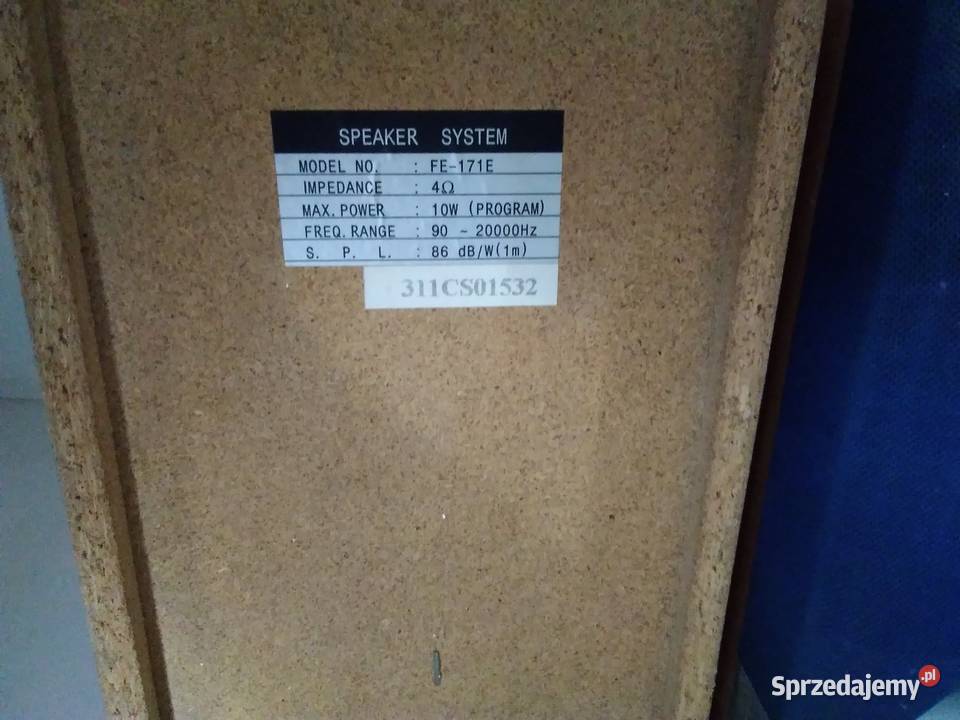 SPEAKER SYSTEM
MODEL NO. : FE-171E
IMPEDANCE : 4Ω
MAX. POWER : 10W (PROGRAM)
FREQ. RANGE : 90 ~ 20000Hz
S. P. L. : 86 dB/W(1m)
311CS01532
Sprzedajemy.pl